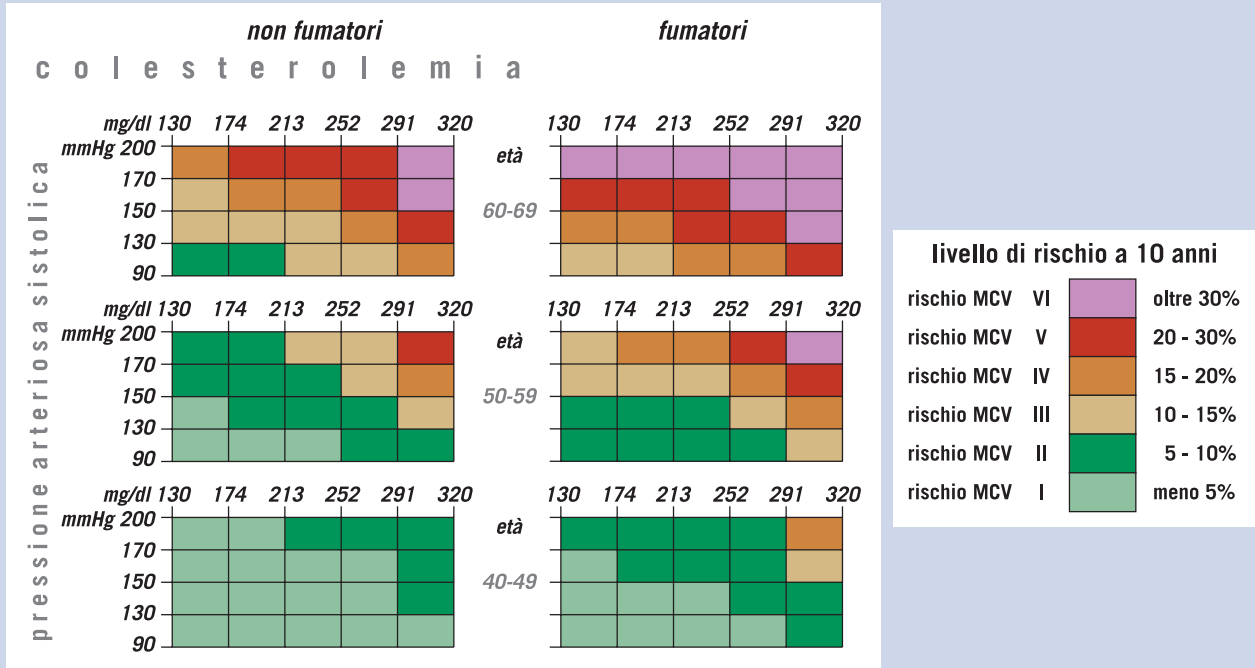 non fumatori fumatori
colesterolemia
mg/dl 130 174 213 252 291 320 130 174 213 252 291 320
mmHg 200 età
170
150 60-69
130
90
mg/dl 130 174 213 252 291 320 130 174 213 252 291 320
mmHg 200 età
170
150 50-59
130
90
mg/dl 130 174 213 252 291 320 130 174 213 252 291 320
mmHg 200 età
170
150 40-49
130
90
pressione arteriosa sistolica
livello di rischio a 10 anni
rischio MCV VI oltre 30%
rischio MCV V 20 - 30%
rischio MCV IV 15 - 20%
rischio MCV III 10 - 15%
rischio MCV II 5 - 10%
rischio MCV I meno 5%